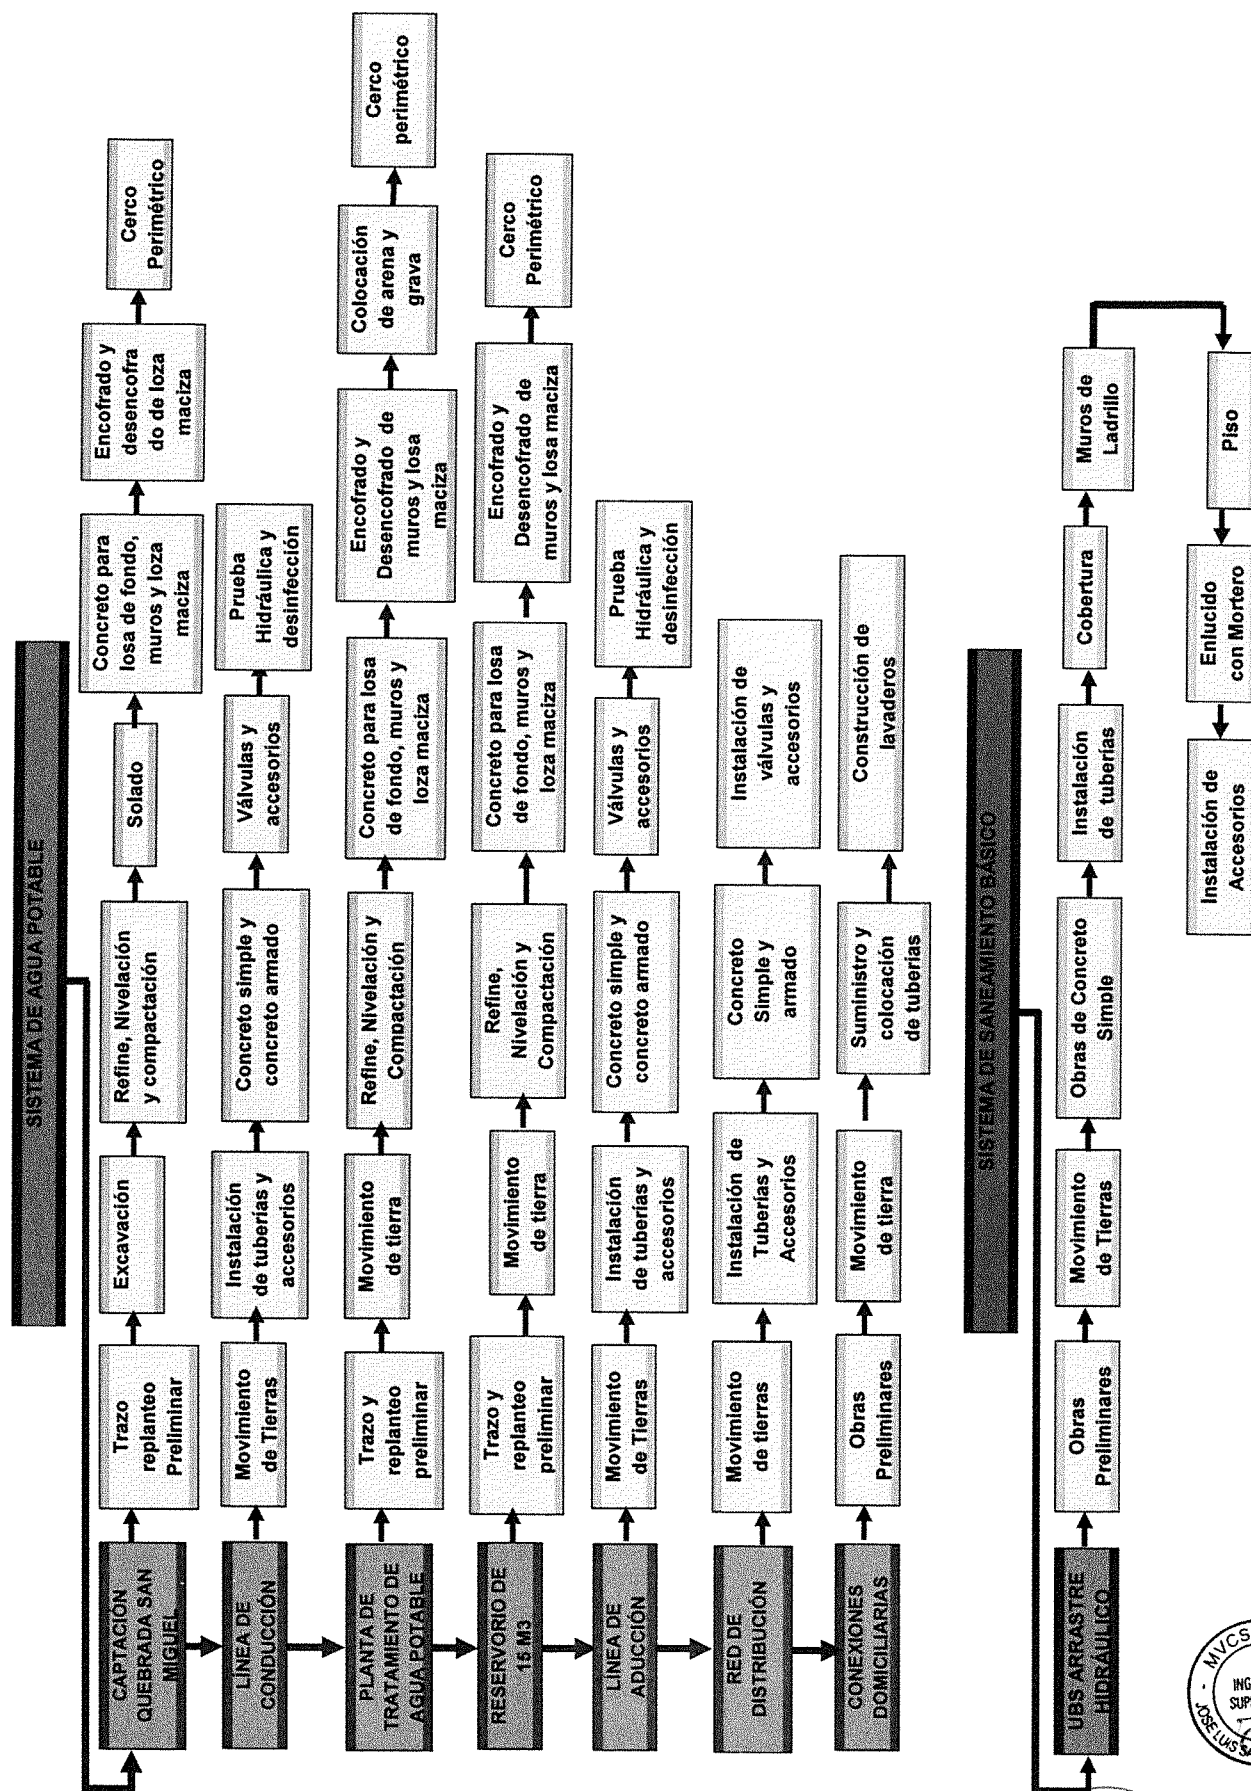 SISTEMA DE AGUA POTABLE
CAPTACIÓN
QUEBRADA SAN
MIGUEL
Trazo
replanteo
Preliminar
Excavación
Refine, Nivelación
y compactación
Solado
Concreto para
losa de fondo,
muros y loza
maciza
Encofrado y
desencofra
do de loza
maciza
Cerco
Perimétrico
LÍNEA DE
CONDUCCIÓN
Movimiento
de Tierras
Instalación
de tuberías y
accesorios
Concreto simple y
concreto armado
Válvulas y
accesorios
Prueba
Hidráulica y
desinfección
PLANTA DE
TRATAMIENTO DE
AGUA POTABLE
Trazo y
replanteo
preliminar
Movimiento
de tierra
Refine, Nivelación y
Compactación
Concreto para losa
de fondo, muros y
loza maciza
Encofrado y
Desencofrado de
muros y losa
maciza
Colocación
de arena y
grava
Cerco
perimétrico
RESERVORIO DE
15 M3
Trazo y
replanteo
preliminar
Movimiento
de tierra
Refine,
Nivelación y
Compactación
Concreto para losa
de fondo, muros y
loza maciza
Encofrado y
Desencofrado de
muros y losa maciza
Cerco
Perimétrico
LÍNEA DE
ADUCCIÓN
Movimiento
de Tierras
Instalación
de tuberías y
accesorios
Concreto simple y
concreto armado
Válvulas y
accesorios
Prueba
Hidráulica y
desinfección
RED DE
DISTRIBUCIÓN
Movimiento
de tierras
Instalación de
Tuberías y
Accesorios
Concreto
Simple y
armado
Instalación de
válvulas y
accesorios
CONEXIONES
DOMICILIARIAS
Obras
Preliminares
Movimiento
de tierra
Suministro y
colocación
de tuberías
Construcción de
lavaderos
SISTEMA DE SANEAMIENTO BÁSICO
UBS ARRASTRE
HIDRÁULICO
Obras
Preliminares
Movimiento
de Tierras
Obras de Concreto
Simple
Instalación
de tuberías
Cobertura
Muros de
Ladrillo
Piso
Enlucido
con Mortero
Instalación de
Accesorios
MVCS
ING
SUP
JOSE LUIS